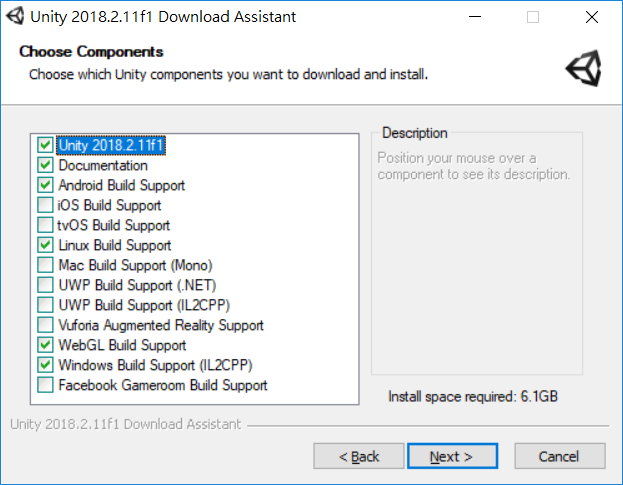 Unity 2018.2.11f1 Download Assistant
Choose Components
Choose which Unity components you want to download and install.
Unity 2018.2.11f1
Documentation
Android Build Support
iOS Build Support
tvOS Build Support
Linux Build Support
Mac Build Support (Mono)
UWP Build Support (.NET)
UWP Build Support (IL2CPP)
Vuforia Augmented Reality Support
WebGL Build Support
Windows Build Support (IL2CPP)
Facebook Gameroom Build Support
Description
Position your mouse over a
component to see its description.
Install space required: 6.1GB
Unity 2018.2.11f1 Download Assistant
< Back
Next >
Cancel